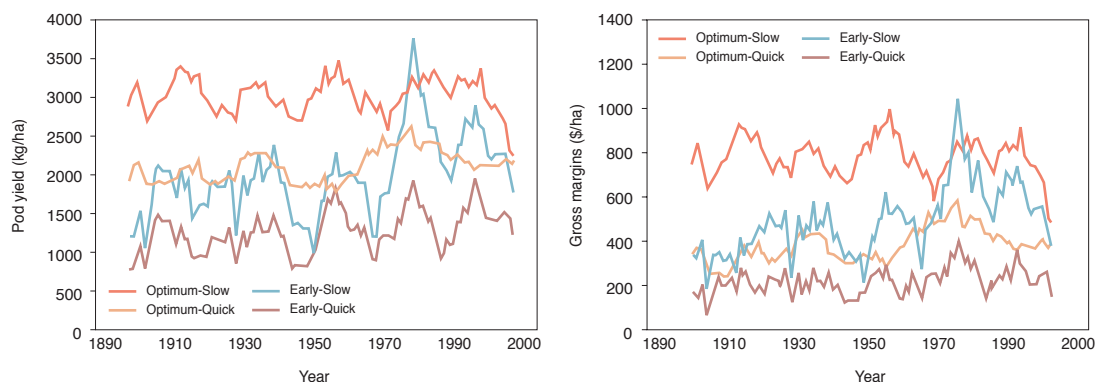 4000
3500
3000
2500
2000
1500
1000
500
0
Pod yield (kg/ha)
Optimum-Slow
Early-Slow
Optimum-Quick
Early-Quick
1890 1910 1930 1950 1970 1990 2000
Year
$1400
1200
1000
800
600
400
200
0
Gross margins ($/ha)
Optimum-Slow
Early-Slow
Optimum-Quick
Early-Quick
1890 1910 1930 1950 1970 1990 2000
Year